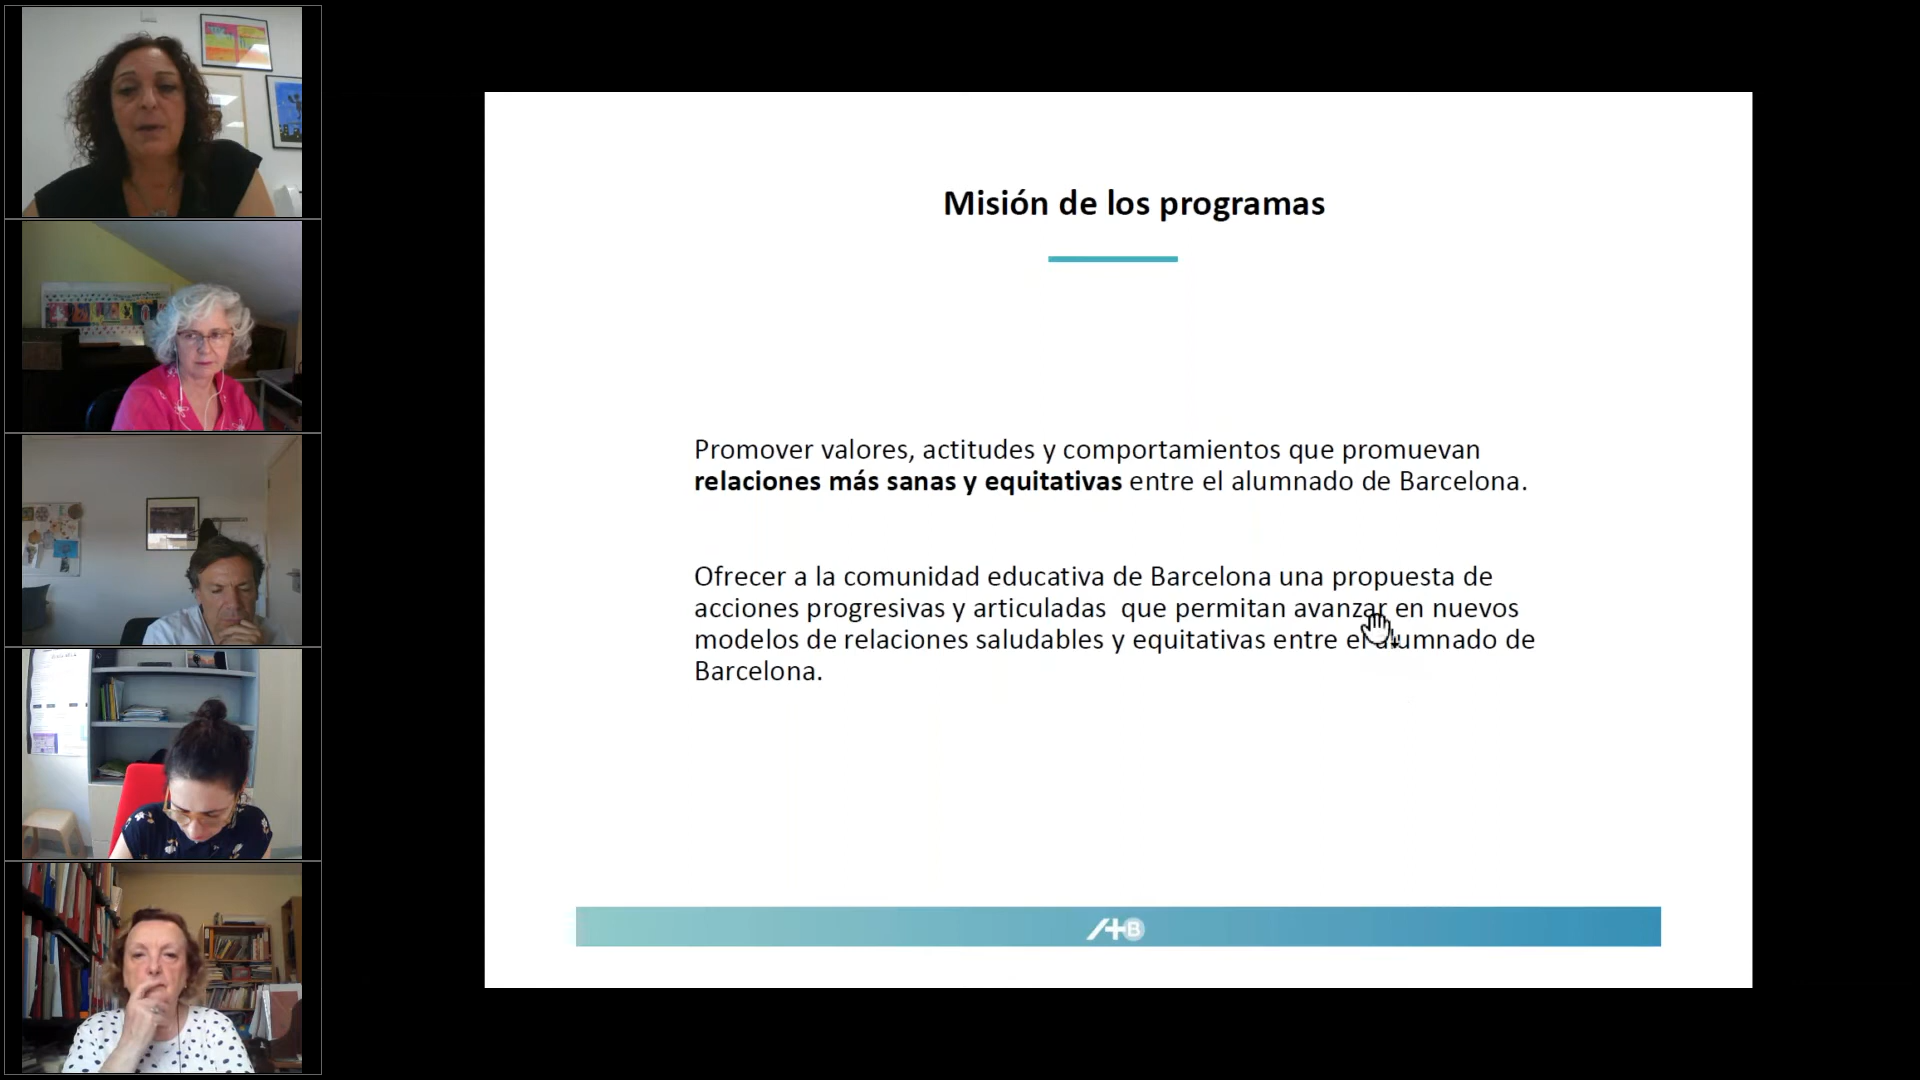 Misión de los programas
Promover valores, actitudes y comportamientos que promuevan
relaciones más sanas y equitativas entre el alumnado de Barcelona.
Ofrecer a la comunidad educativa de Barcelona una propuesta de
acciones progresivas y articuladas que permitan avanzar en nuevos
modelos de relaciones saludables y equitativas entre el alumnado de
Barcelona.
B